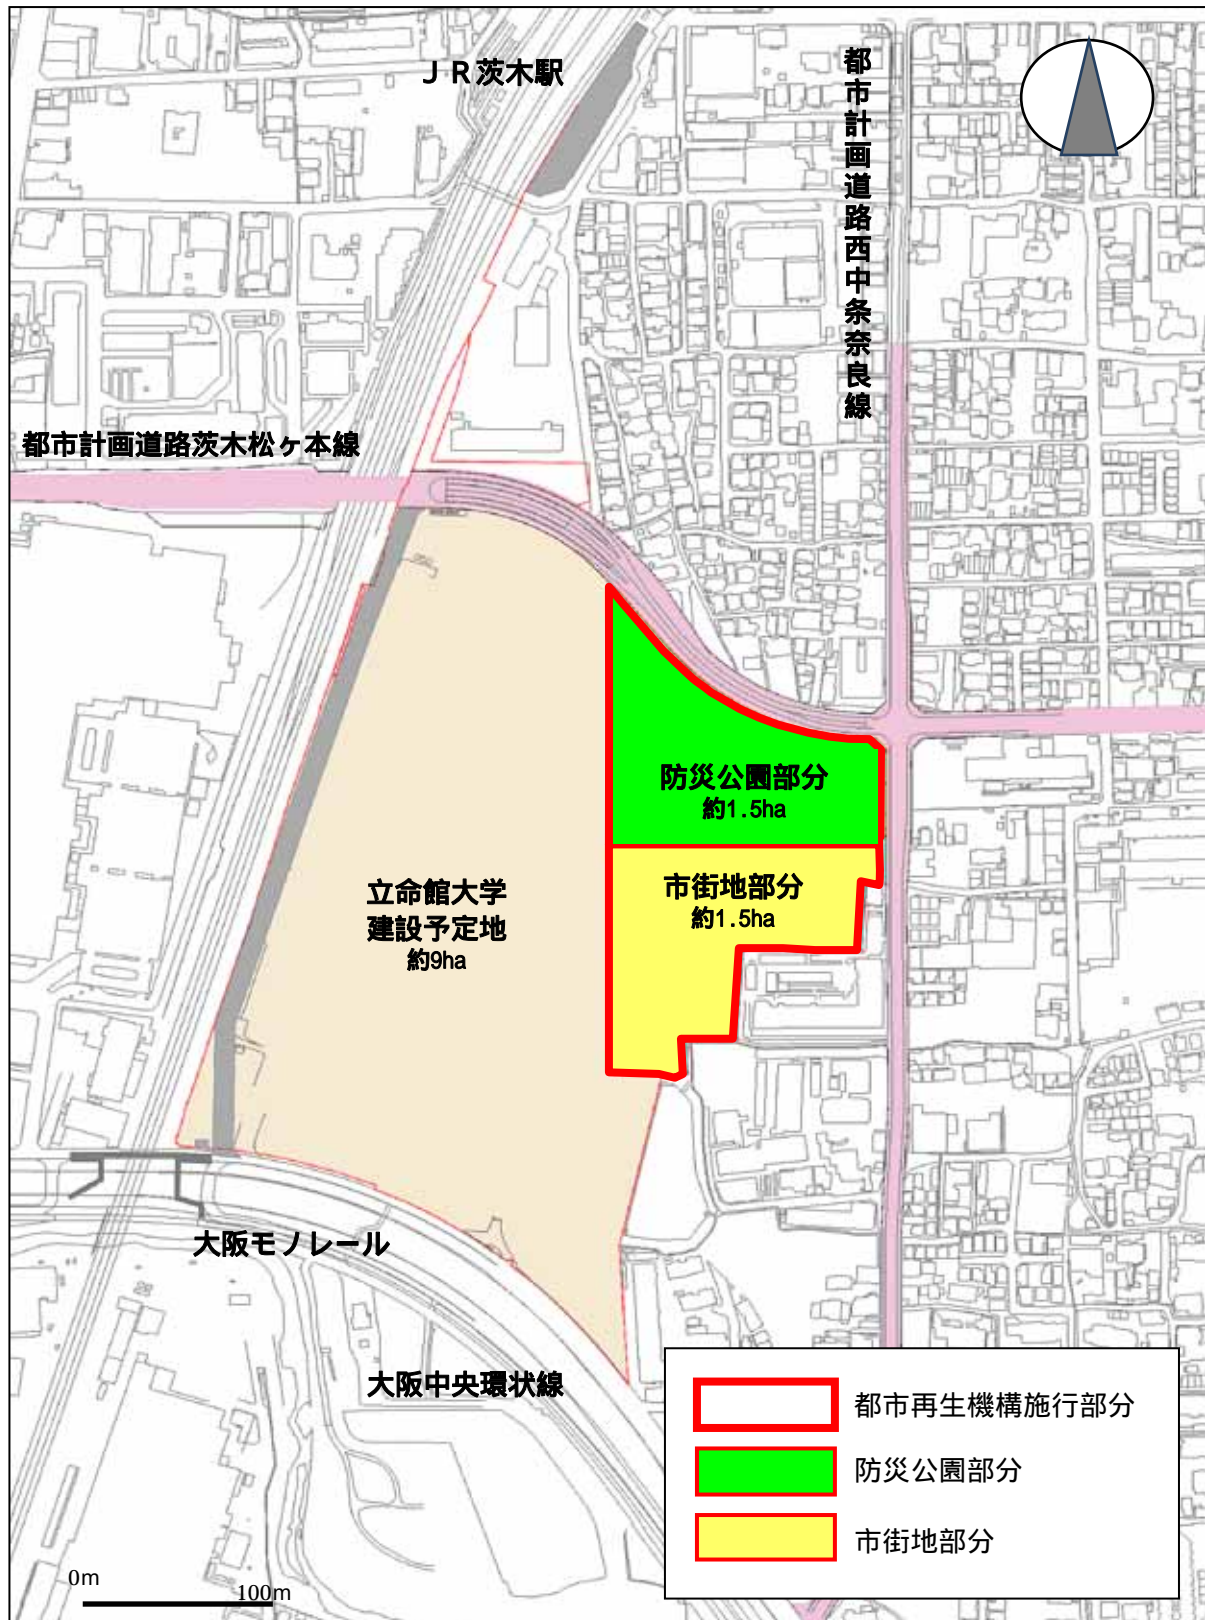 ＪＲ茨木駅
都市計画道路西中条奈良線
都市計画道路茨木松ヶ本線
防災公園部分
約1.5ha
市街地部分
約1.5ha
立命館大学
建設予定地
約9ha
大阪モノレール
大阪中央環状線
都市再生機構施行部分
防災公園部分
市街地部分
0m
100m